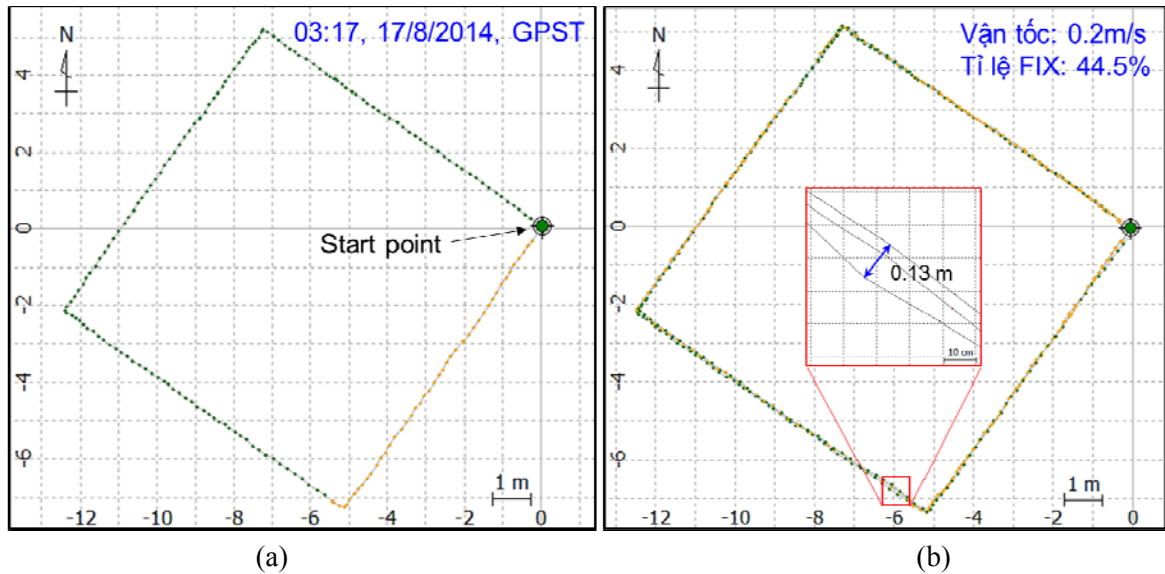 N
03:17, 17/8/2014, GPST
4
2
0
-2
-4
-6
Start point
1 m
-12
-10
-8
-6
-4
-2
0
(a)
N
Vận tốc: 0.2m/s
Tỉ lệ FIX: 44.5%
4
2
0
-2
-4
-6
0.13 m
10 cm
1 m
-12
-10
-8
-6
-4
-2
0
(b)